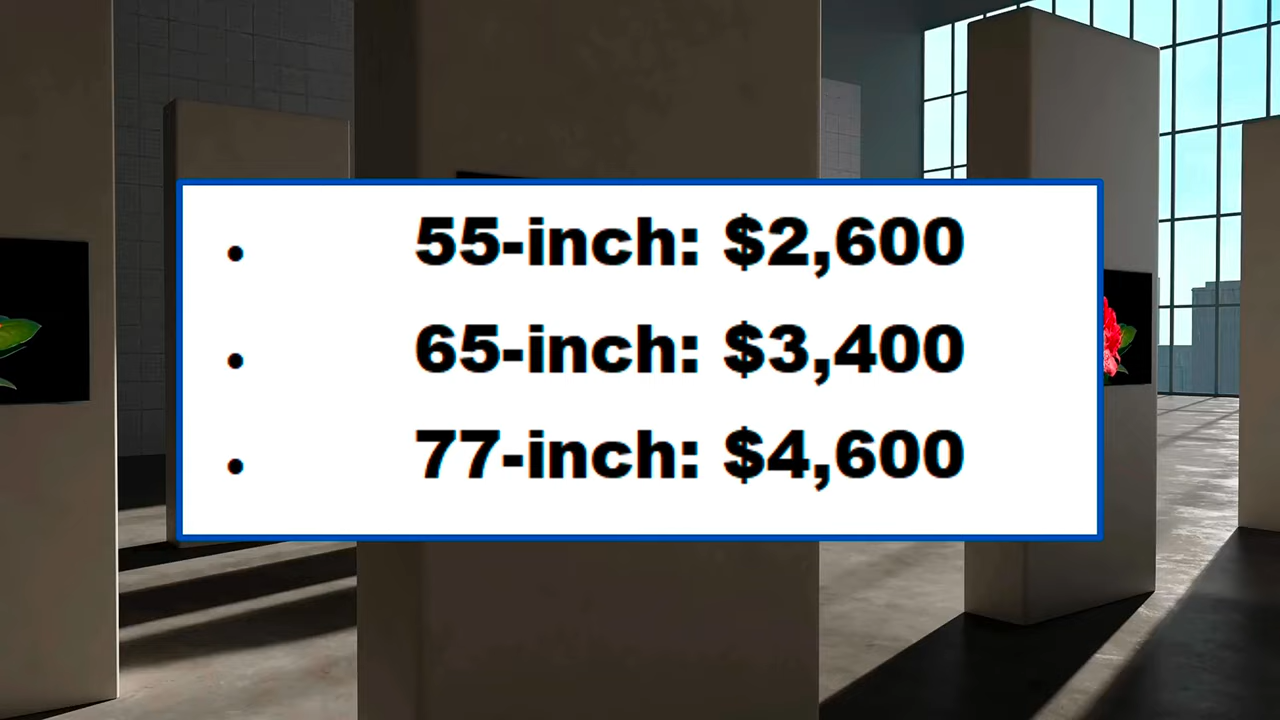 • 55-inch: $2,600
• 65-inch: $3,400
• 77-inch: $4,600